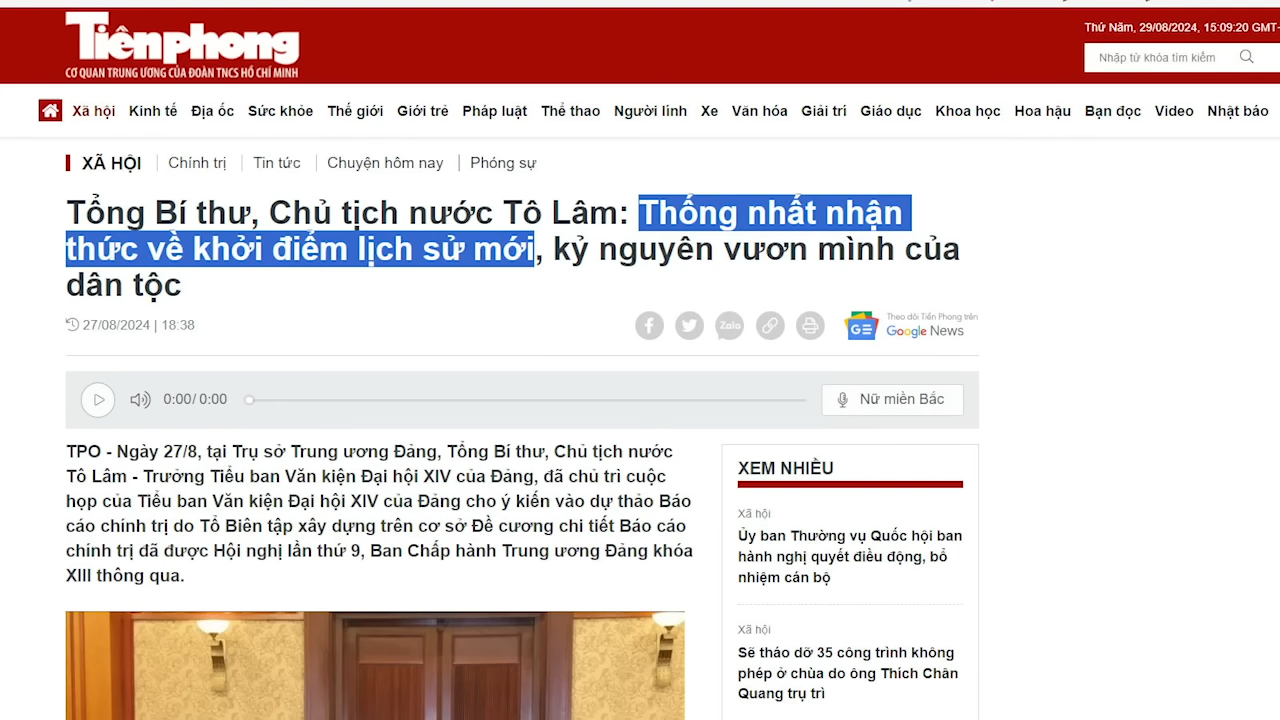 Tiênphong
CƠ QUAN TRUNG ƯƠNG CỦA ĐOÀN TNCS HỒ CHÍ MINH
Thứ Năm, 29/08/2024, 15:09:20 GMT-
Nhập từ khóa tìm kiếm
Xã hội Kinh tế Địa ốc Sức khỏe Thế giới Giới trẻ Pháp luật Thể thao Người lính Xe Văn hóa Giải trí Giáo dục Khoa học Hoa hậu Bạn đọc Video Nhật báo
XÃ HỘI Chính trị Tin tức Chuyện hôm nay Phóng sự
Tổng Bí thư, Chủ tịch nước Tô Lâm: Thống nhất nhận
thức về khởi điểm lịch sử mới, kỷ nguyên vươn mình của
dân tộc
27/08/2024 | 18:38
Zalo
Theo dõi Tiền Phong trên
Google News
0:00/ 0:00
Nữ miền Bắc
TPO - Ngày 27/8, tại Trụ sở Trung ương Đảng, Tổng Bí thư, Chủ tịch nước
Tô Lâm - Trưởng Tiểu ban Văn kiện Đại hội XIV của Đảng, đã chủ trì cuộc
họp của Tiểu ban Văn kiện Đại hội XIV của Đảng cho ý kiến vào dự thảo Báo
cáo chính trị do Tổ Biên tập xây dựng trên cơ sở Đề cương chi tiết Báo cáo
chính trị đã được Hội nghị lần thứ 9, Ban Chấp hành Trung ương Đảng khóa
XIII thông qua.
XEM NHIỀU
Xã hội
Ủy ban Thường vụ Quốc hội ban
hành nghị quyết điều động, bổ
nhiệm cán bộ
Xã hội
Sẽ tháo dỡ 35 công trình không
phép ở chùa do ông Thích Chân
Quang trụ trì